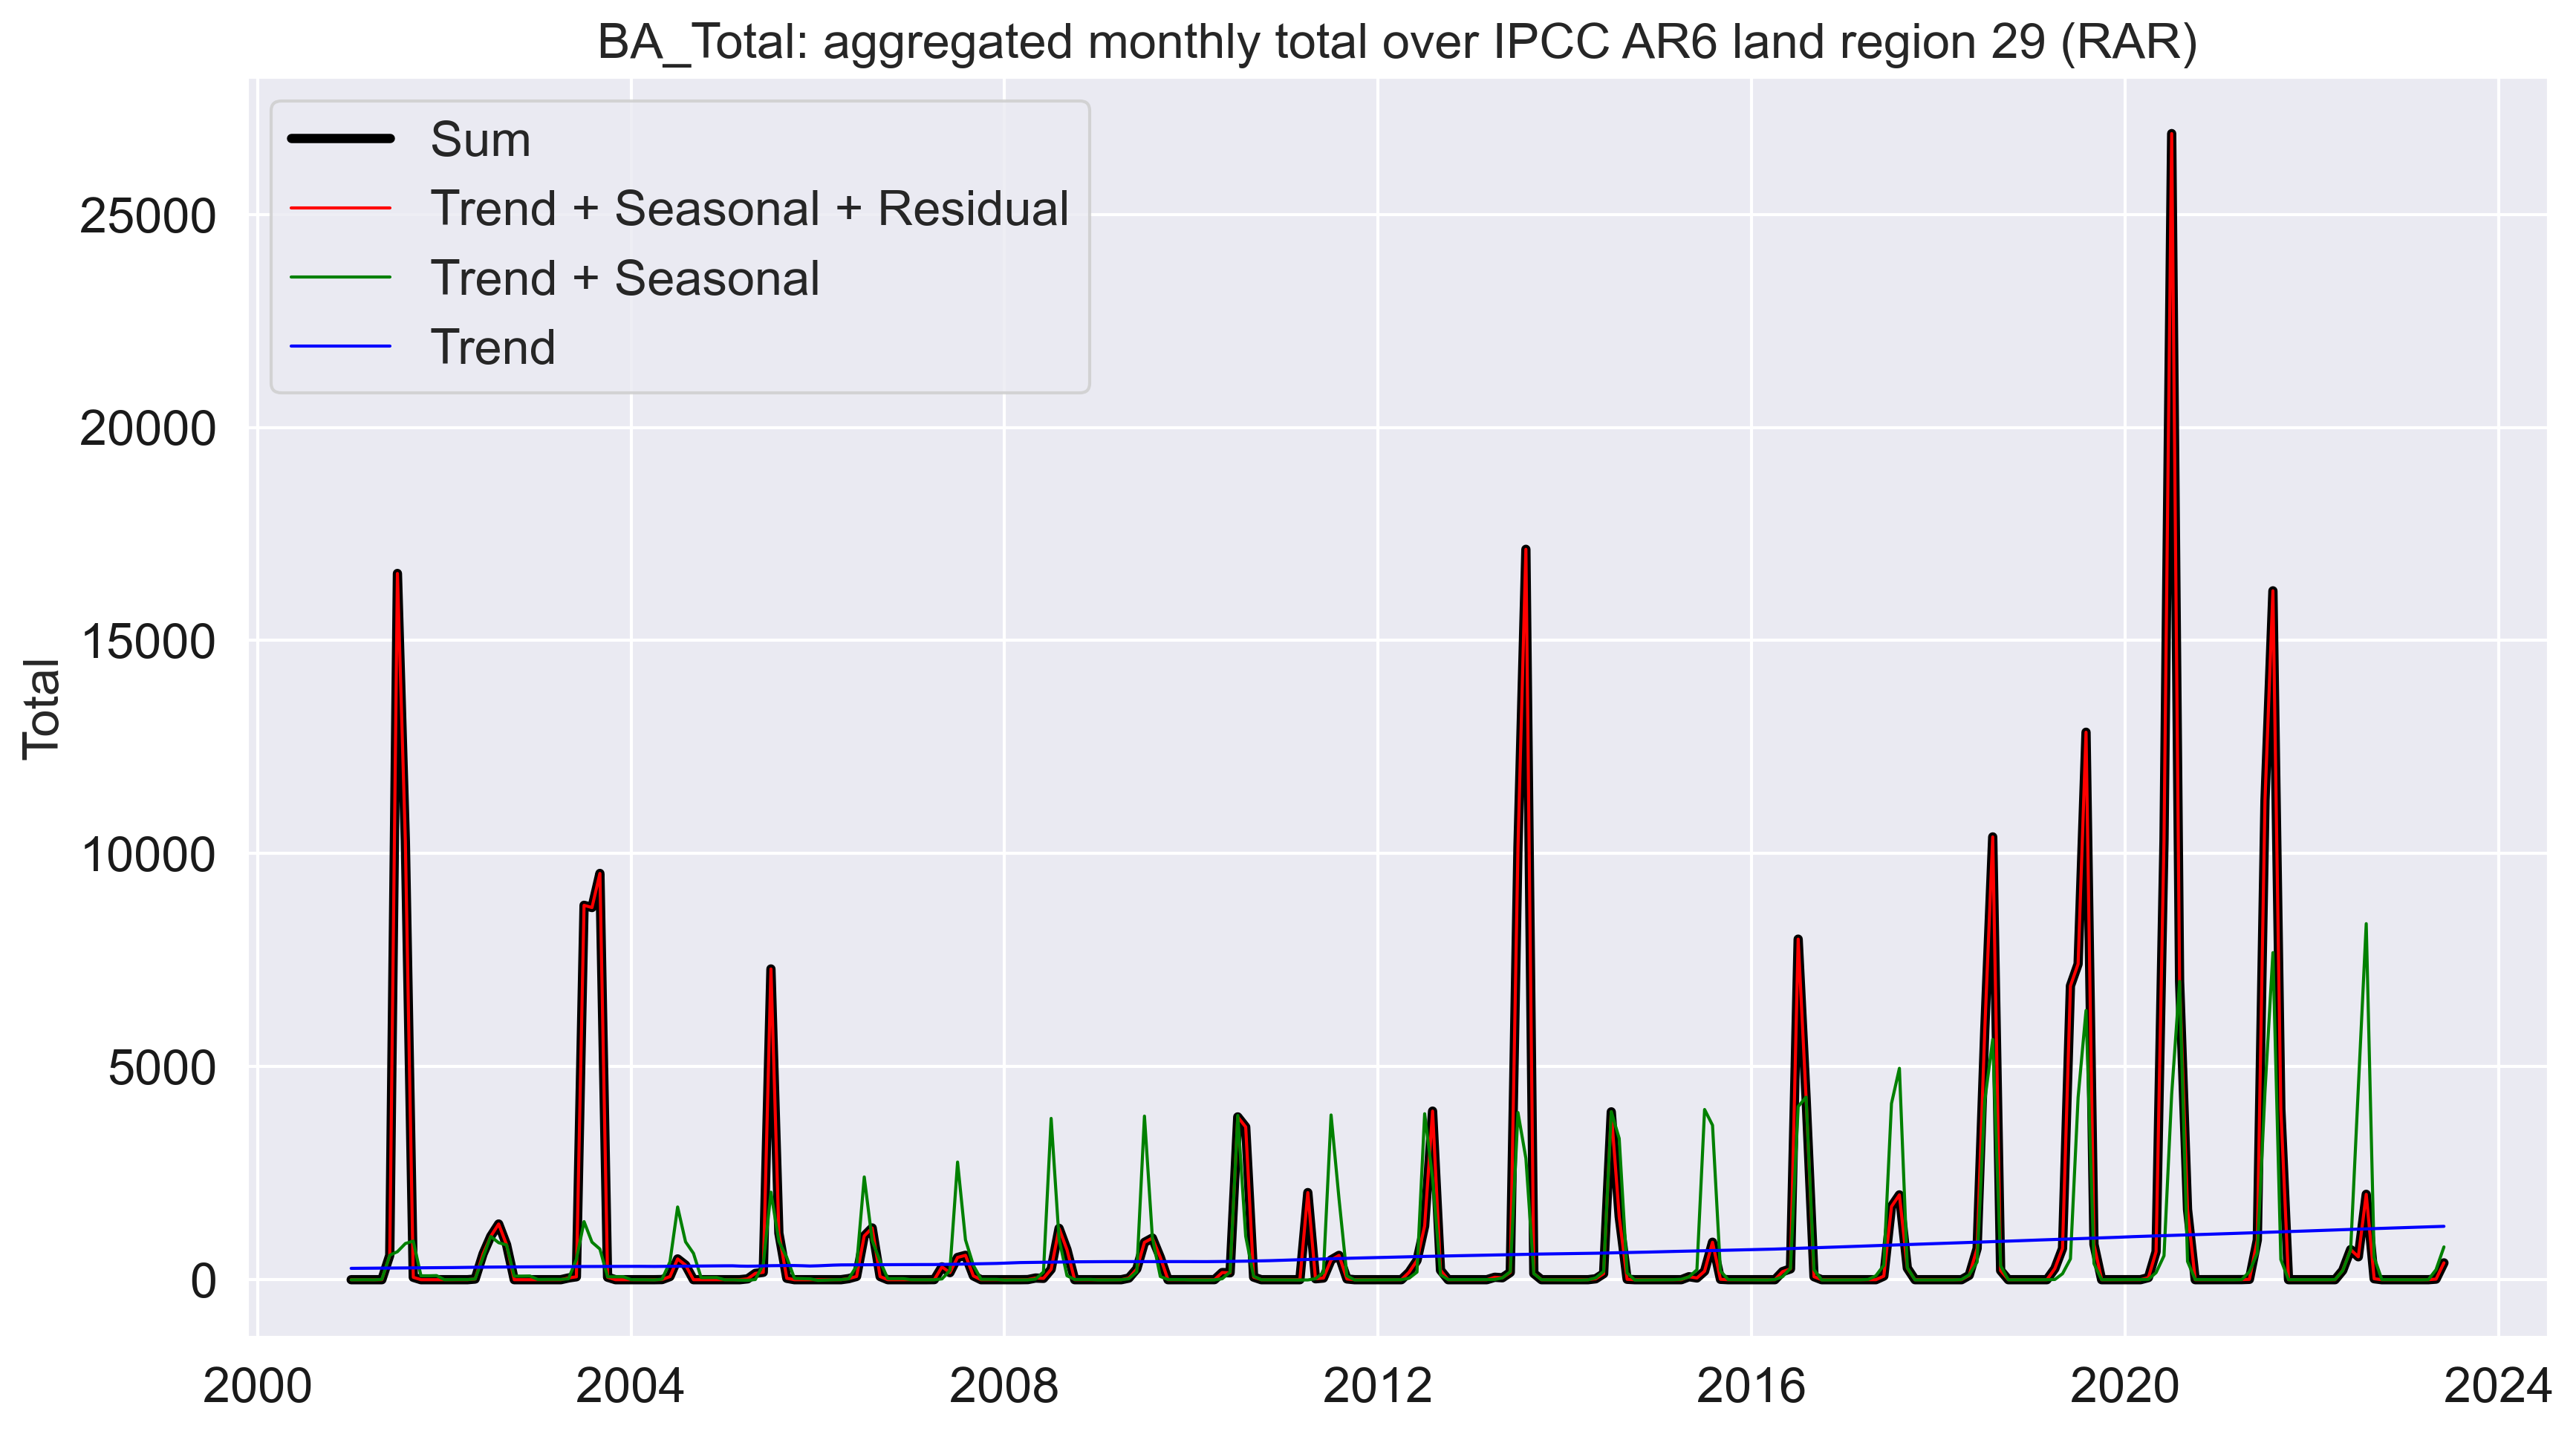 BA_Total: aggregated monthly total over IPCC AR6 land region 29 (RAR)
Sum
Trend + Seasonal + Residual
Trend + Seasonal
Trend
Total
25000
20000
15000
10000
5000
0
2000 2004 2008 2012 2016 2020 2024